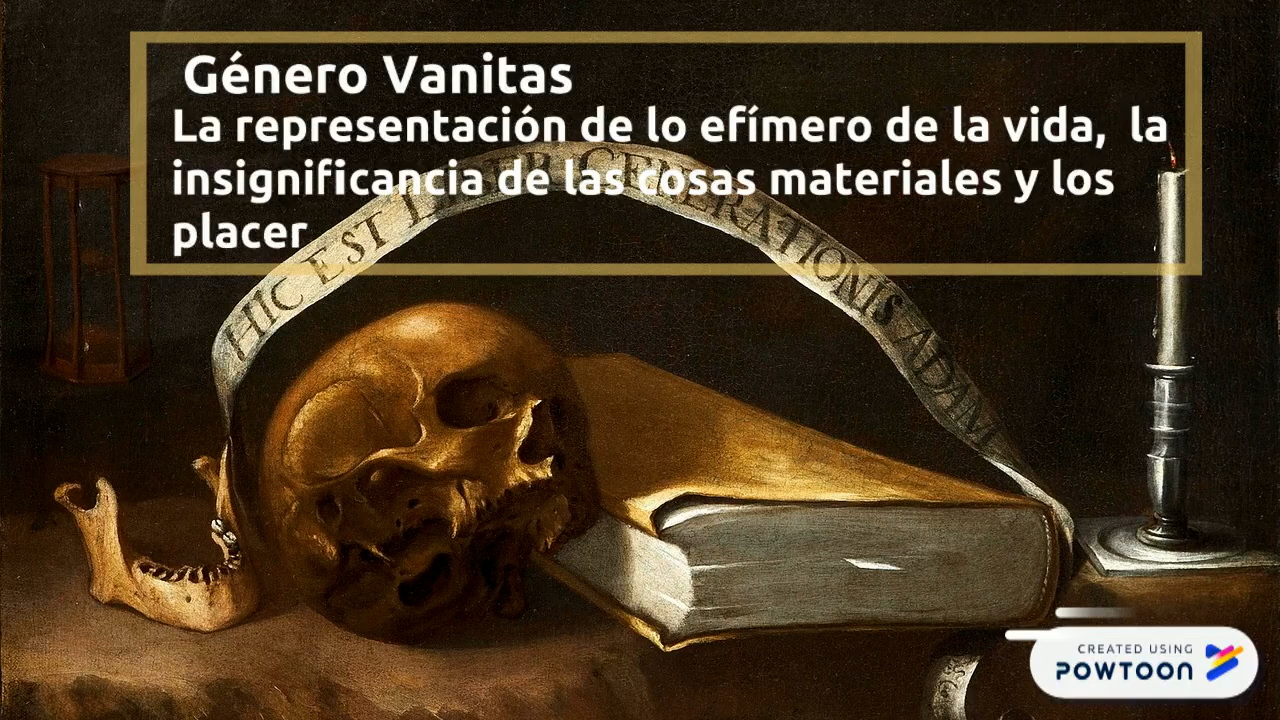 Género Vanitas
La representación de lo efímero de la vida, la
insignificancia de las cosas materiales y los
placer
HIC EST LIBER GENERATIONIS ADAM
CREATED USING
POWTOON